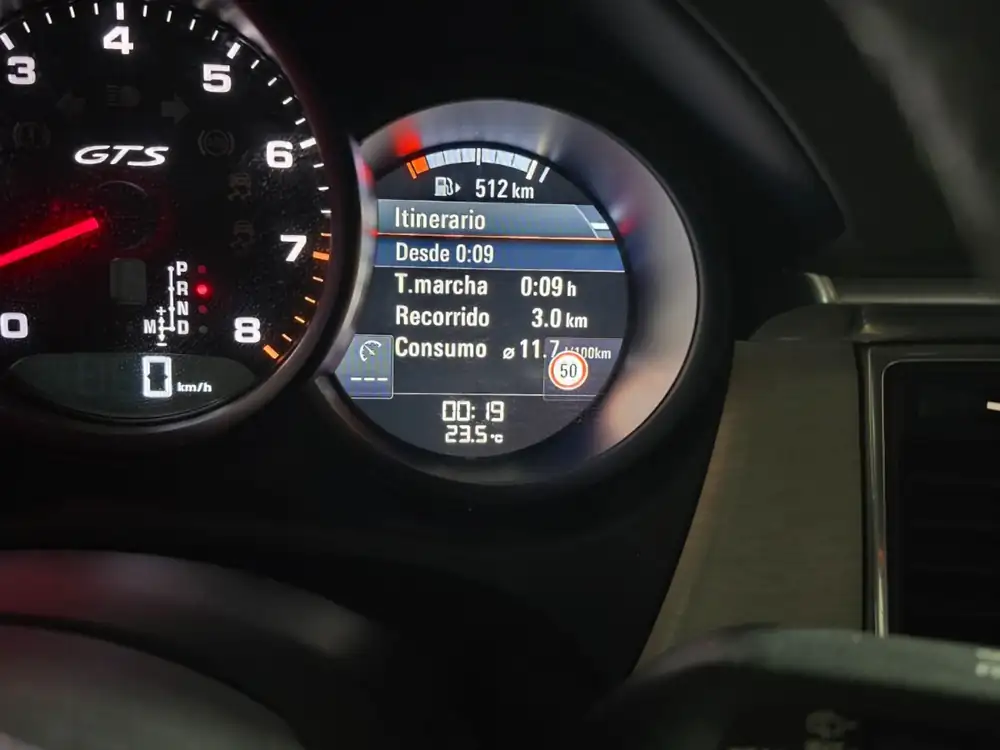 3
4
5
6
7
8
0
GTS
P
R
N
M D
+
-
0 km/h
512 km
Itinerario
Desde 0:09
T.marcha 0:09 h
Recorrido 3.0 km
Consumo ⌀ 11.7 l/100km
50
---
00:19
23.5 °C